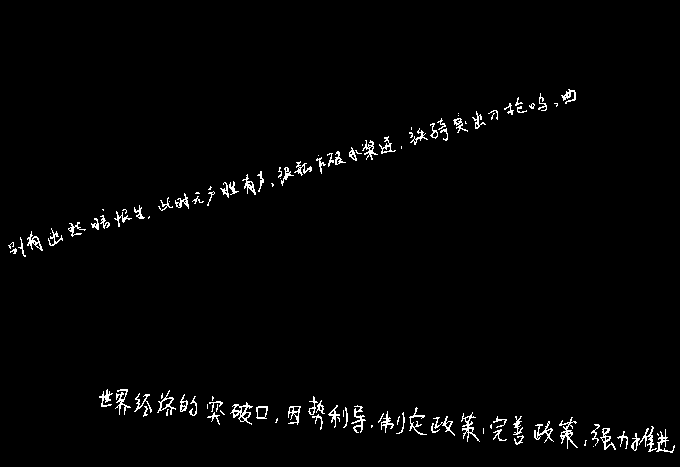 别有幽愁暗恨生，此时无声胜有声。银瓶乍破水浆迸，铁骑突出刀枪鸣。曲
世界经济的突破口，因势利导，制定政策，完善政策，强力推进